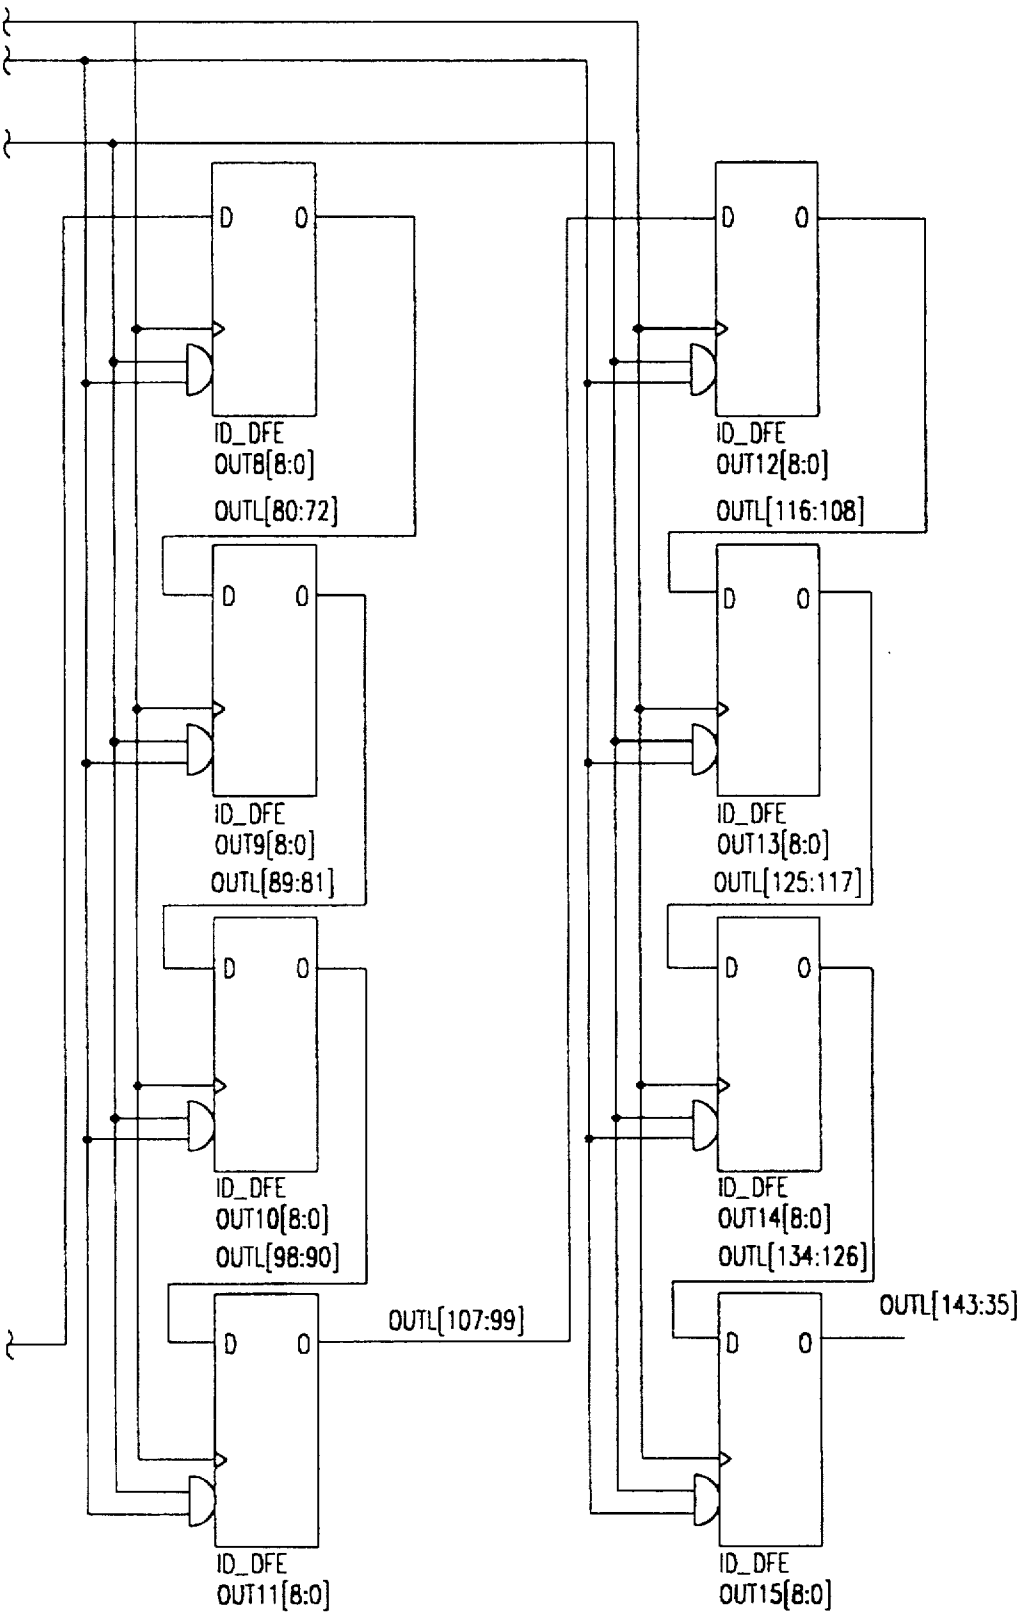 D O
ID_DFE
OUT8[8:0]
OUTL[80:72]
D O
ID_DFE
OUT9[8:0]
OUTL[89:81]
D O
ID_DFE
OUT10[8:0]
OUTL[98:90]
D O
OUTL[107:99]
ID_DFE
OUT11[8:0]
D O
ID_DFE
OUT12[8:0]
OUTL[116:108]
D O
ID_DFE
OUT13[8:0]
OUTL[125:117]
D O
ID_DFE
OUT14[8:0]
OUTL[134:126]
D O
OUTL[143:35]
ID_DFE
OUT15[8:0]